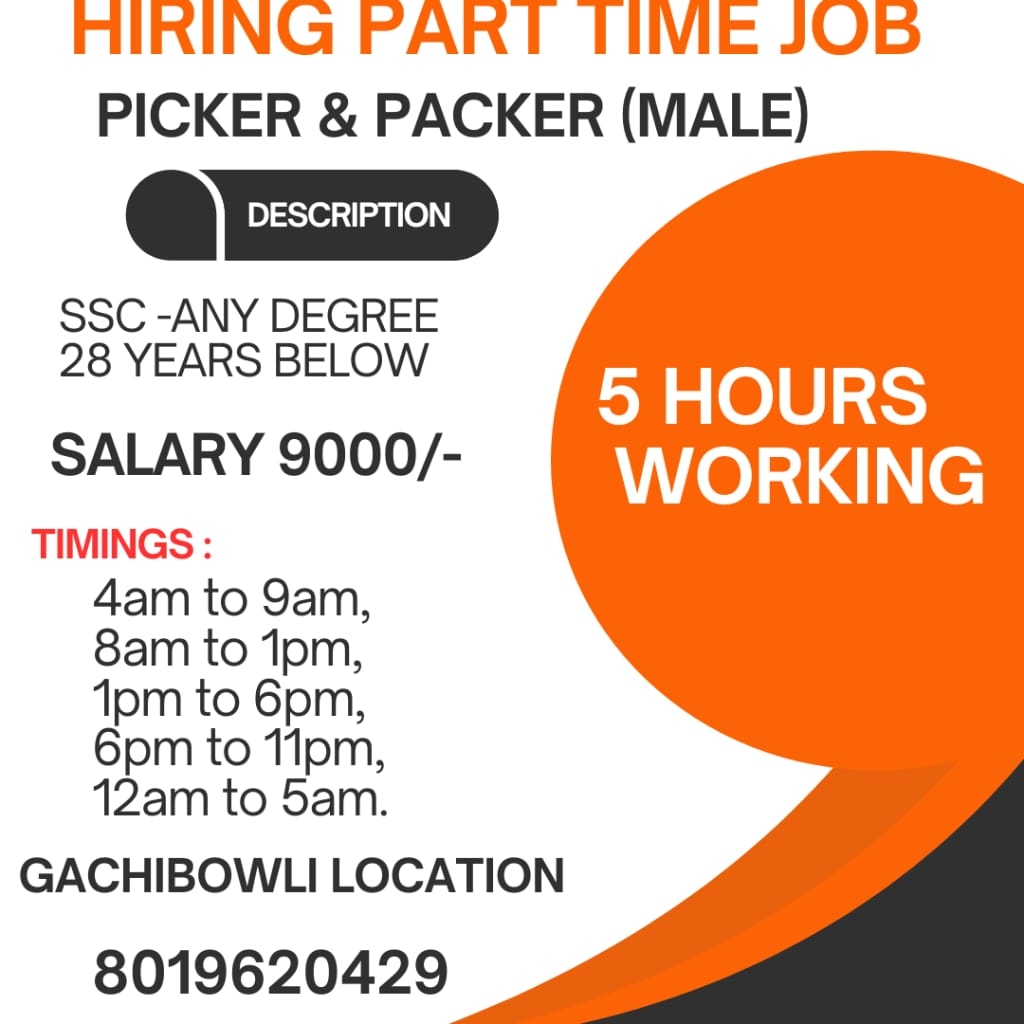 HIRING PART TIME JOB
PICKER & PACKER (MALE)
DESCRIPTION
SSC -ANY DEGREE
28 YEARS BELOW
5 HOURS
WORKING
SALARY 9000/-
TIMINGS :
4am to 9am,
8am to 1pm,
1pm to 6pm,
6pm to 11pm,
12am to 5am.
GACHIBOWLI LOCATION
8019620429